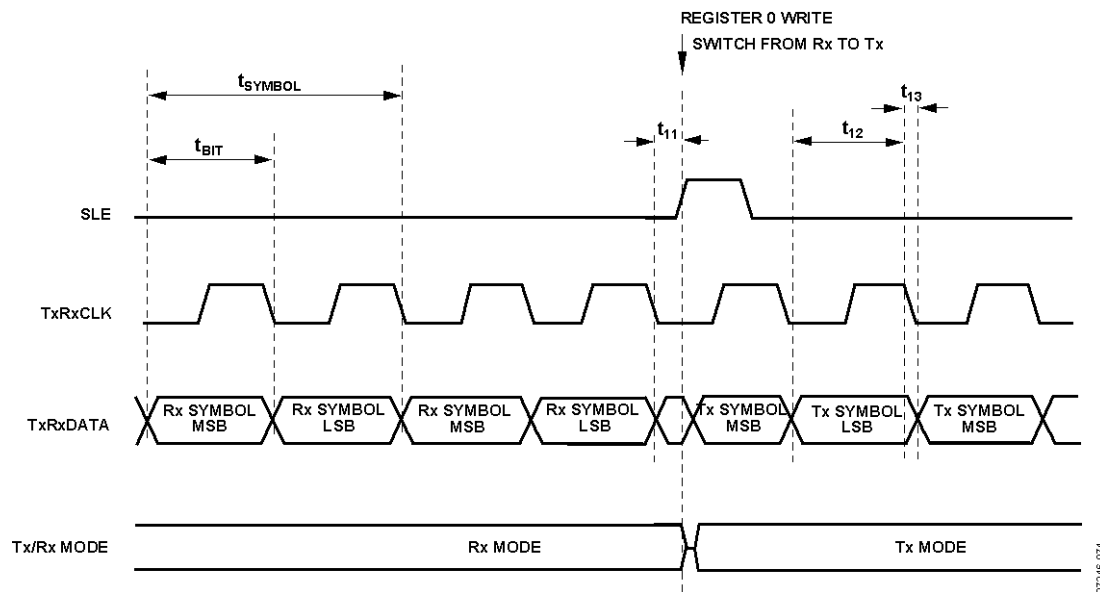 REGISTER 0 WRITE
SWITCH FROM Rx TO Tx
tSYMBOL
t13
t11
t12
tBIT
SLE
TxRxCLK
TxRxDATA
Rx SYMBOL
MSB
Rx SYMBOL
LSB
Rx SYMBOL
MSB
Rx SYMBOL
LSB
Tx SYMBOL
MSB
Tx SYMBOL
LSB
Tx SYMBOL
MSB
Tx/Rx MODE
Rx MODE
Tx MODE